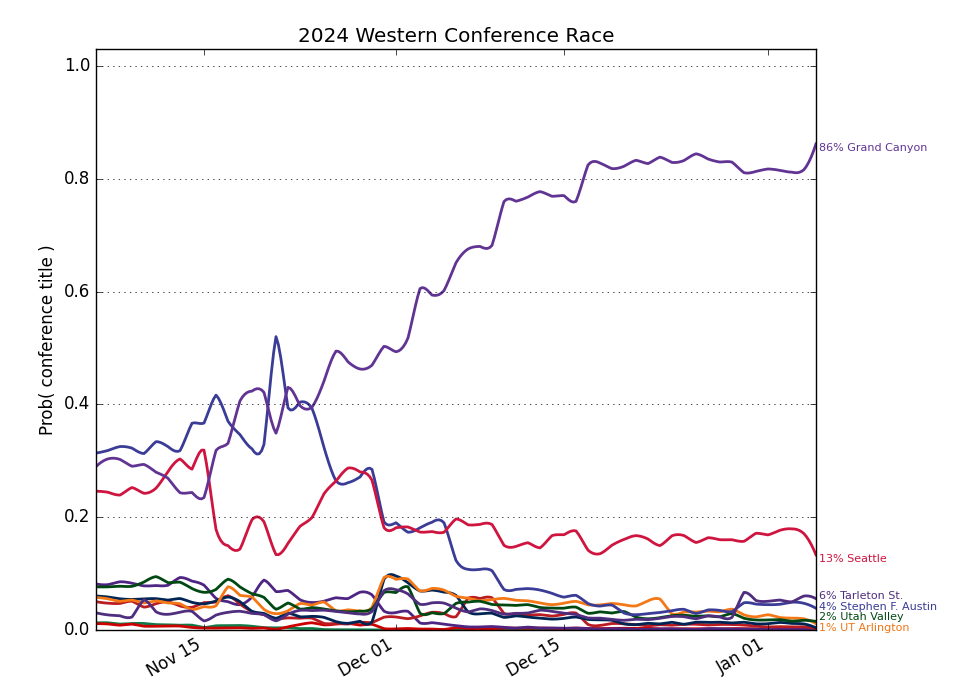 2024 Western Conference Race
1.0
0.8
0.6
0.4
0.2
0.0
Prob( conference title )
Nov 15
Dec 01
Dec 15
Jan 01
86% Grand Canyon
13% Seattle
6% Tarleton St.
4% Stephen F. Austin
2% Utah Valley
1% UT Arlington